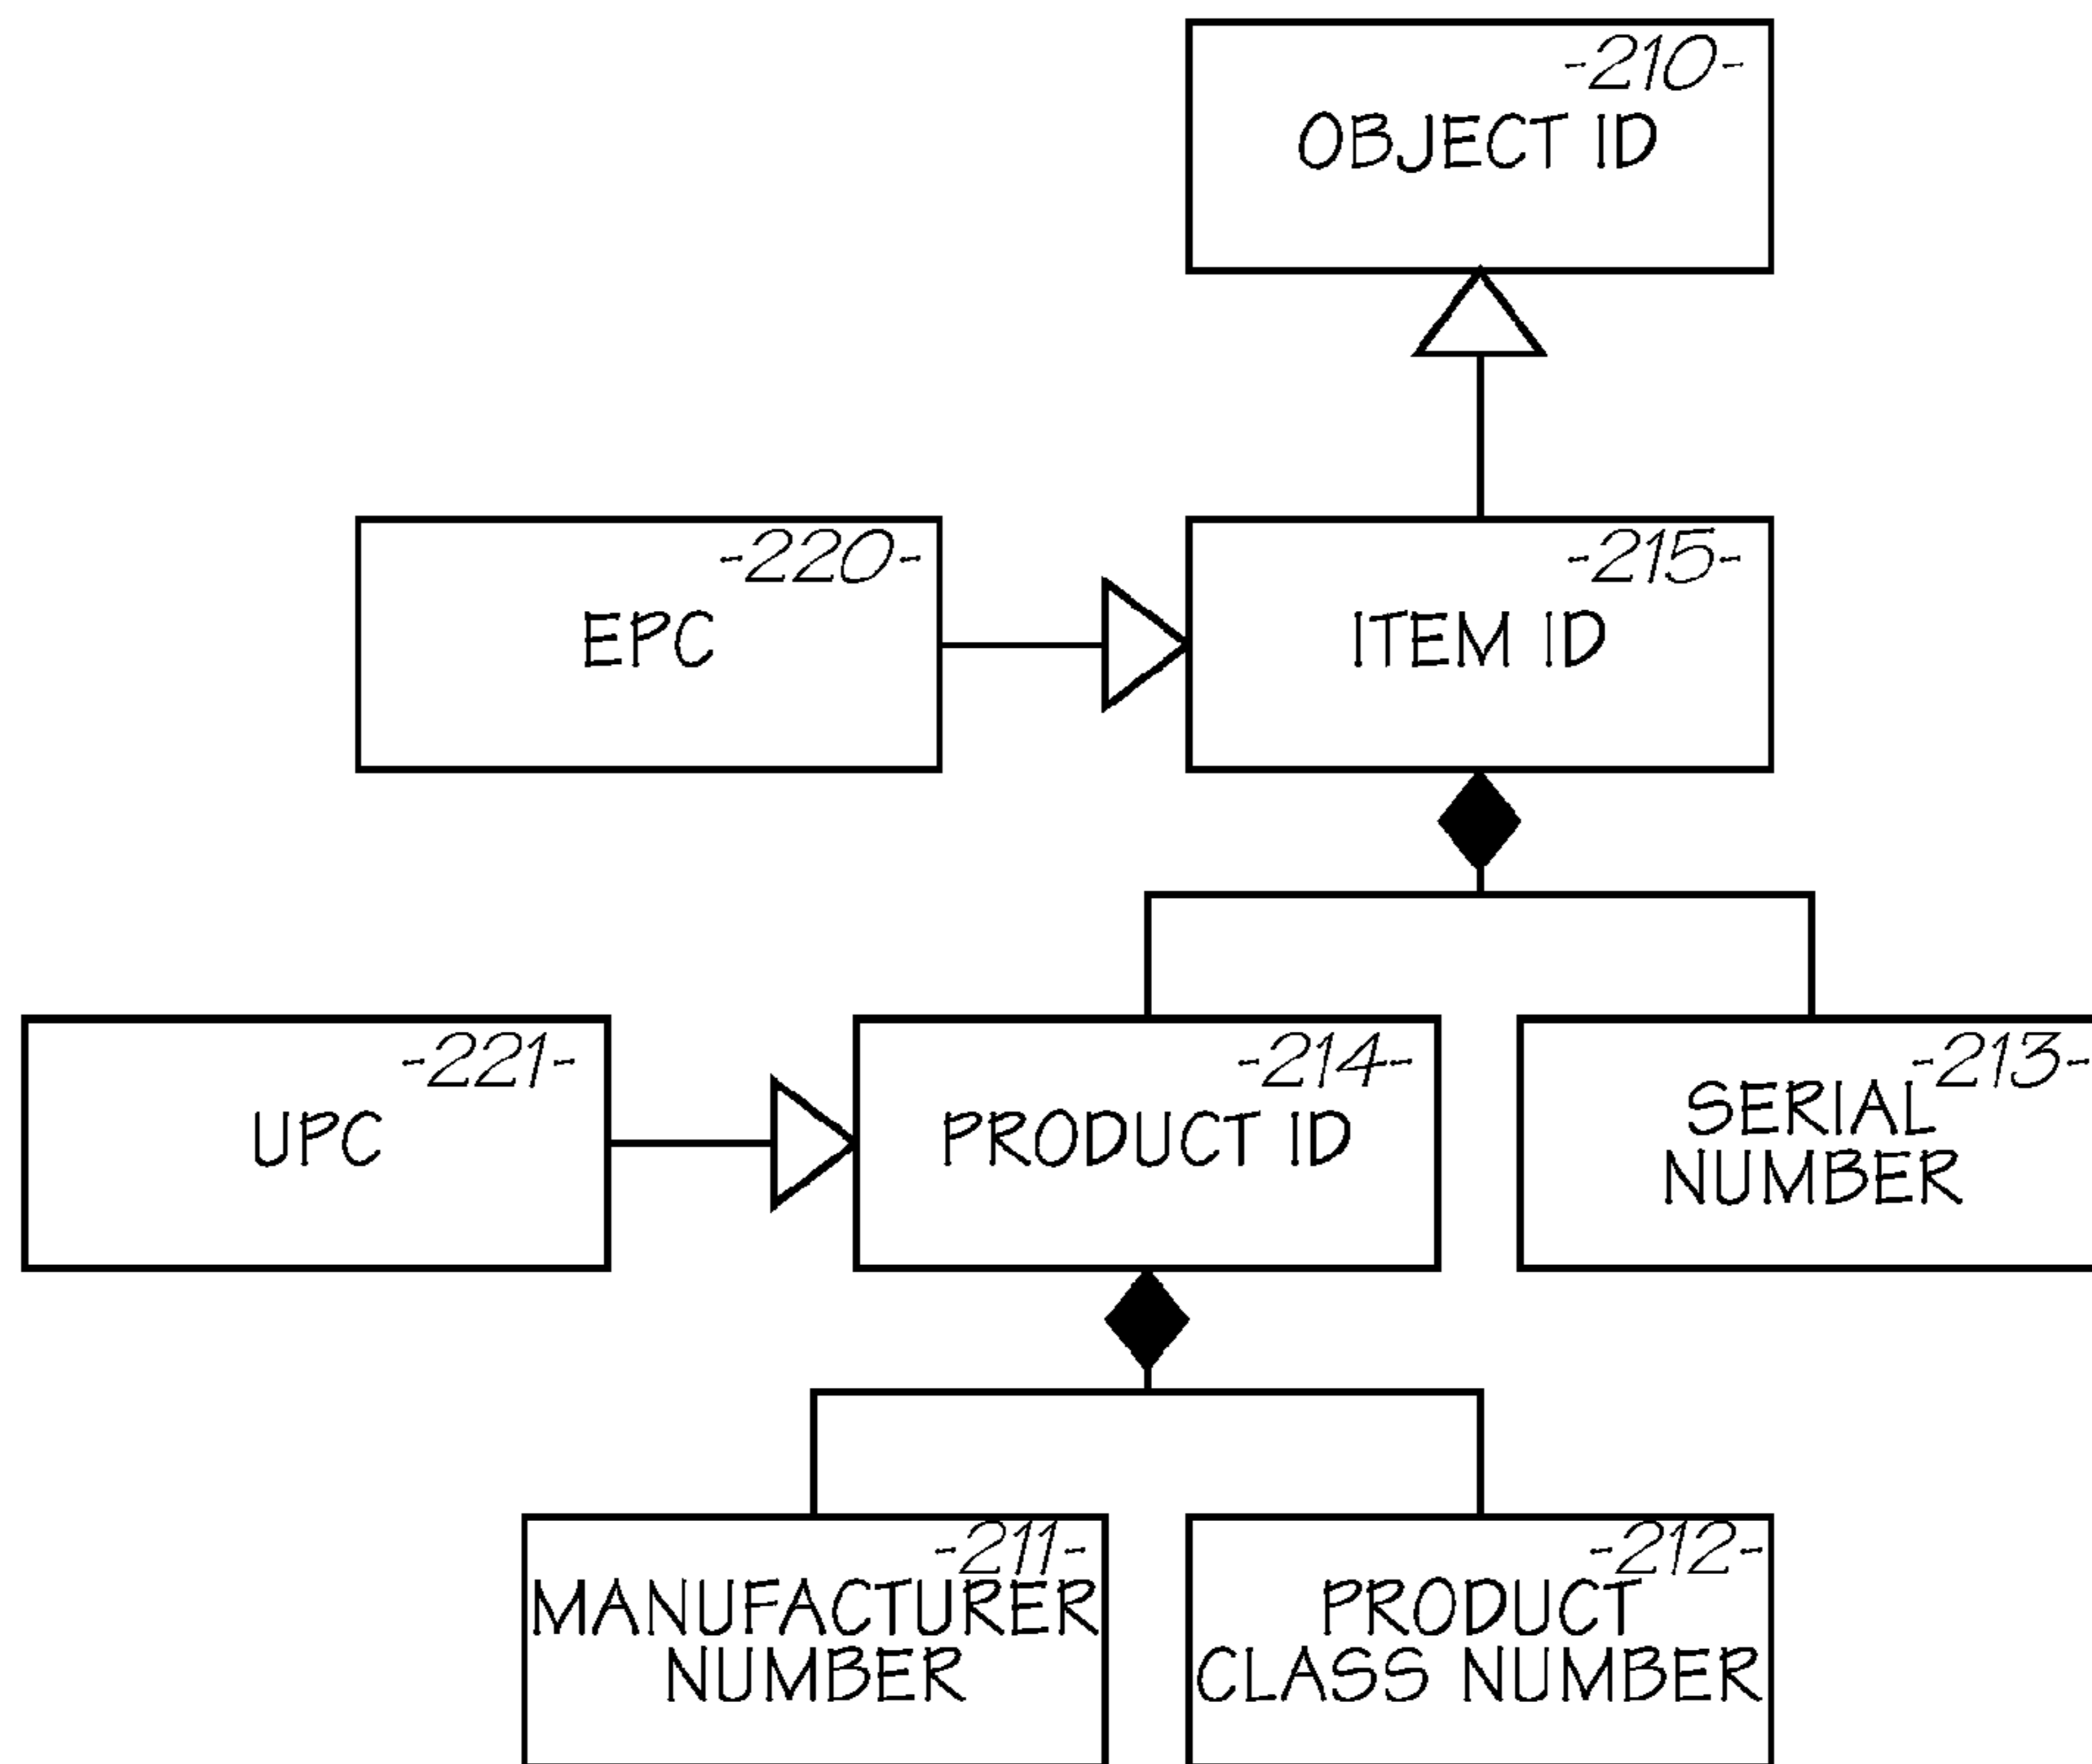 -210-
OBJECT ID
-220-
EPC
-215-
ITEM ID
-221-
UPC
-214-
PRODUCT ID
-213-
SERIAL
NUMBER
-211-
MANUFACTURER
NUMBER
-212-
PRODUCT
CLASS NUMBER